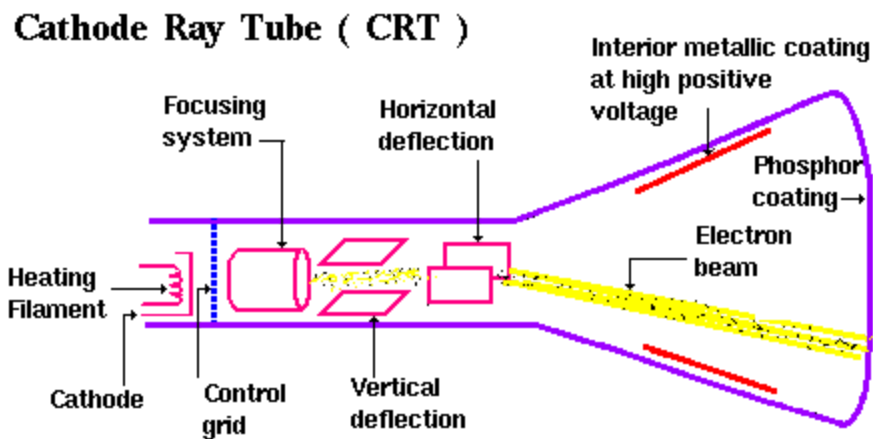 Cathode Ray Tube ( CRT )
Interior metallic coating
at high positive
voltage
Focusing
system
Horizontal
deflection
Phosphor
coating
Electron
beam
Heating
Filament
Cathode
Control
grid
Vertical
deflection